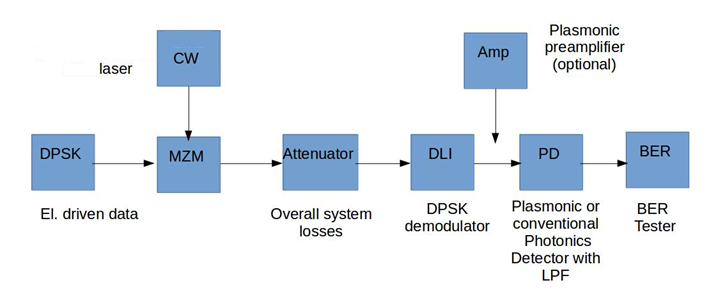 laser
CW
Amp
Plasmonic
preamplifier
(optional)
DPSK
MZM
Attenuator
DLI
PD
BER
El. driven data
Overall system
losses
DPSK
demodulator
Plasmonic or
conventional
Photonics
Detector with
LPF
BER
Tester